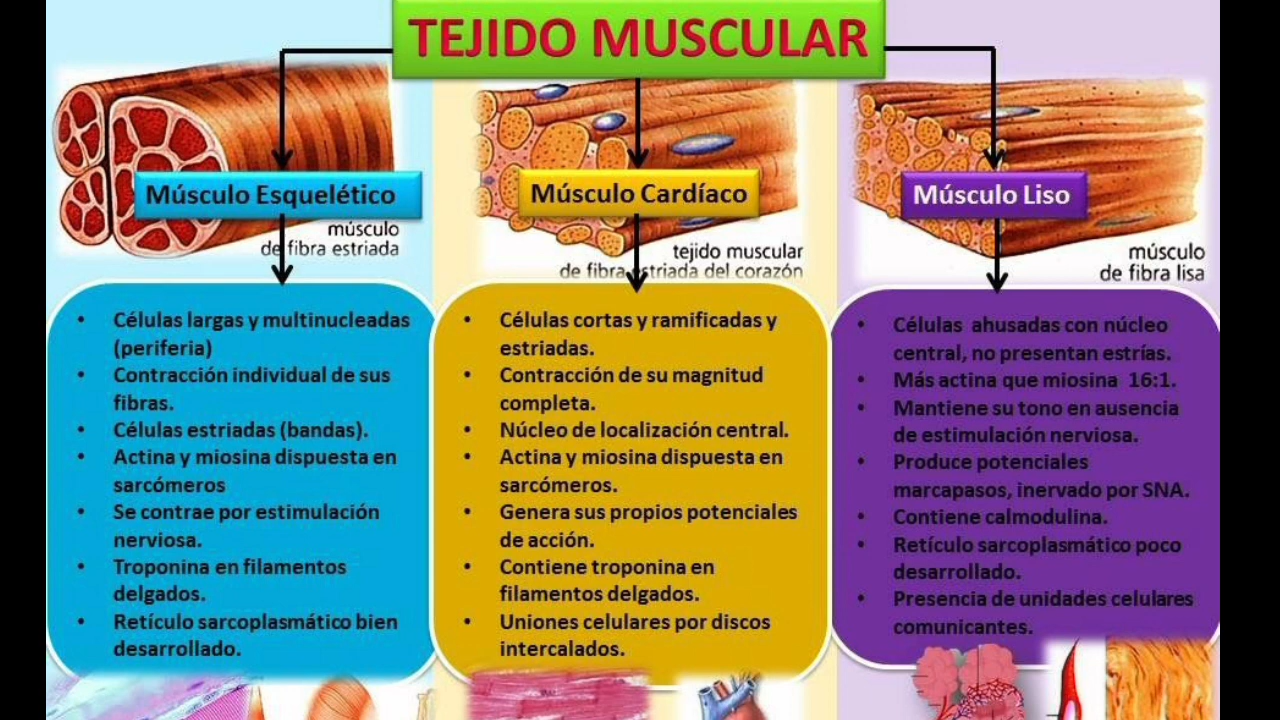 TEJIDO MUSCULAR
Músculo Esquelético
músculo
de fibra estriada
• Células largas y multinucleadas
(periferia)
• Contracción individual de sus
fibras.
• Células estriadas (bandas).
• Actina y miosina dispuesta en
sarcómeros
• Se contrae por estimulación
nerviosa.
• Troponina en filamentos
delgados.
• Retículo sarcoplasmático bien
desarrollado.
Músculo Cardíaco
tejido muscular
de fibra estriada del corazón
• Células cortas y ramificadas y
estriadas.
• Contracción de su magnitud
completa.
• Núcleo de localización central.
• Actina y miosina dispuesta en
sarcómeros.
• Genera sus propios potenciales
de acción.
• Contiene troponina en
filamentos delgados.
• Uniones celulares por discos
intercalados.
Músculo Liso
músculo
de fibra lisa
• Células ahusadas con núcleo
central, no presentan estrías.
• Más actina que miosina 16:1.
• Mantiene su tono en ausencia
de estimulación nerviosa.
• Produce potenciales
marcapasos, inervado por SNA.
• Contiene calmodulina.
• Retículo sarcoplasmático poco
desarrollado.
• Presencia de unidades celulares
comunicantes.